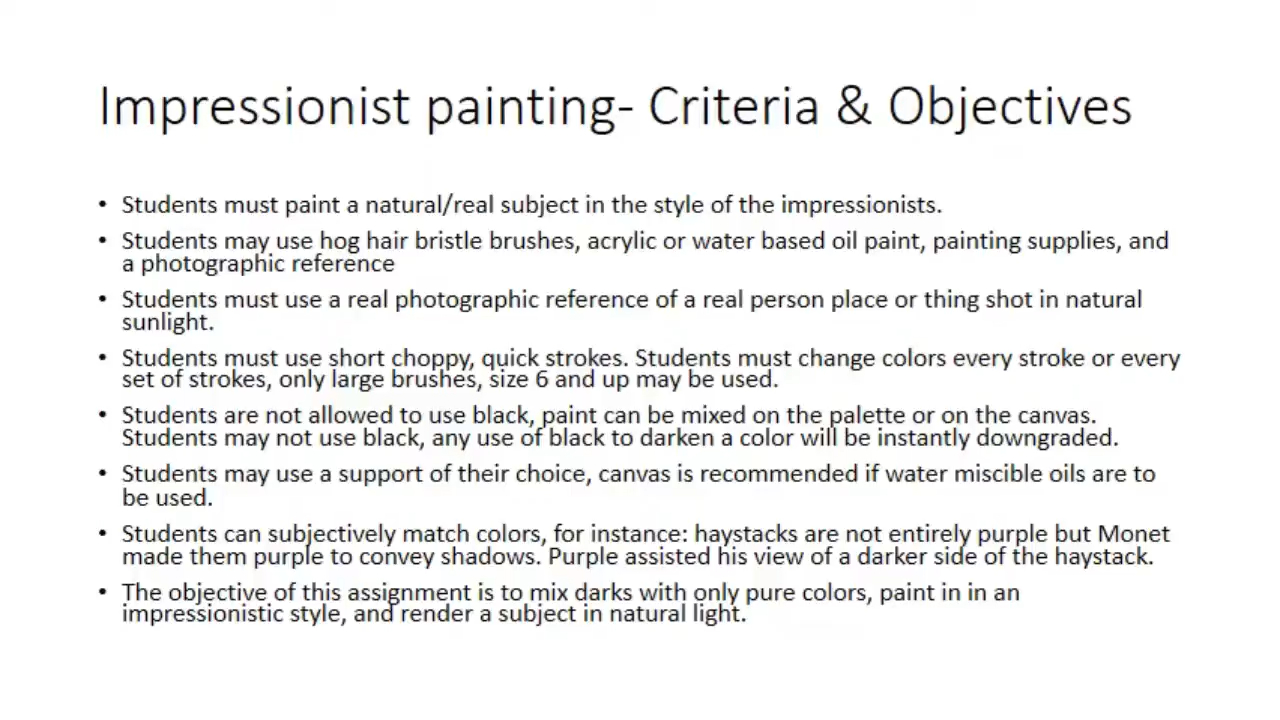 Impressionist painting- Criteria & Objectives
• Students must paint a natural/real subject in the style of the impressionists.
• Students may use hog hair bristle brushes, acrylic or water based oil paint, painting supplies, and
a photographic reference
• Students must use a real photographic reference of a real person place or thing shot in natural
sunlight.
• Students must use short choppy, quick strokes. Students must change colors every stroke or every
set of strokes, only large brushes, size 6 and up may be used.
• Students are not allowed to use black, paint can be mixed on the palette or on the canvas.
Students may not use black, any use of black to darken a color will be instantly downgraded.
• Students may use a support of their choice, canvas is recommended if water miscible oils are to
be used.
• Students can subjectively match colors, for instance: haystacks are not entirely purple but Monet
made them purple to convey shadows. Purple assisted his view of a darker side of the haystack.
• The objective of this assignment is to mix darks with only pure colors, paint in in an
impressionistic style, and render a subject in natural light.